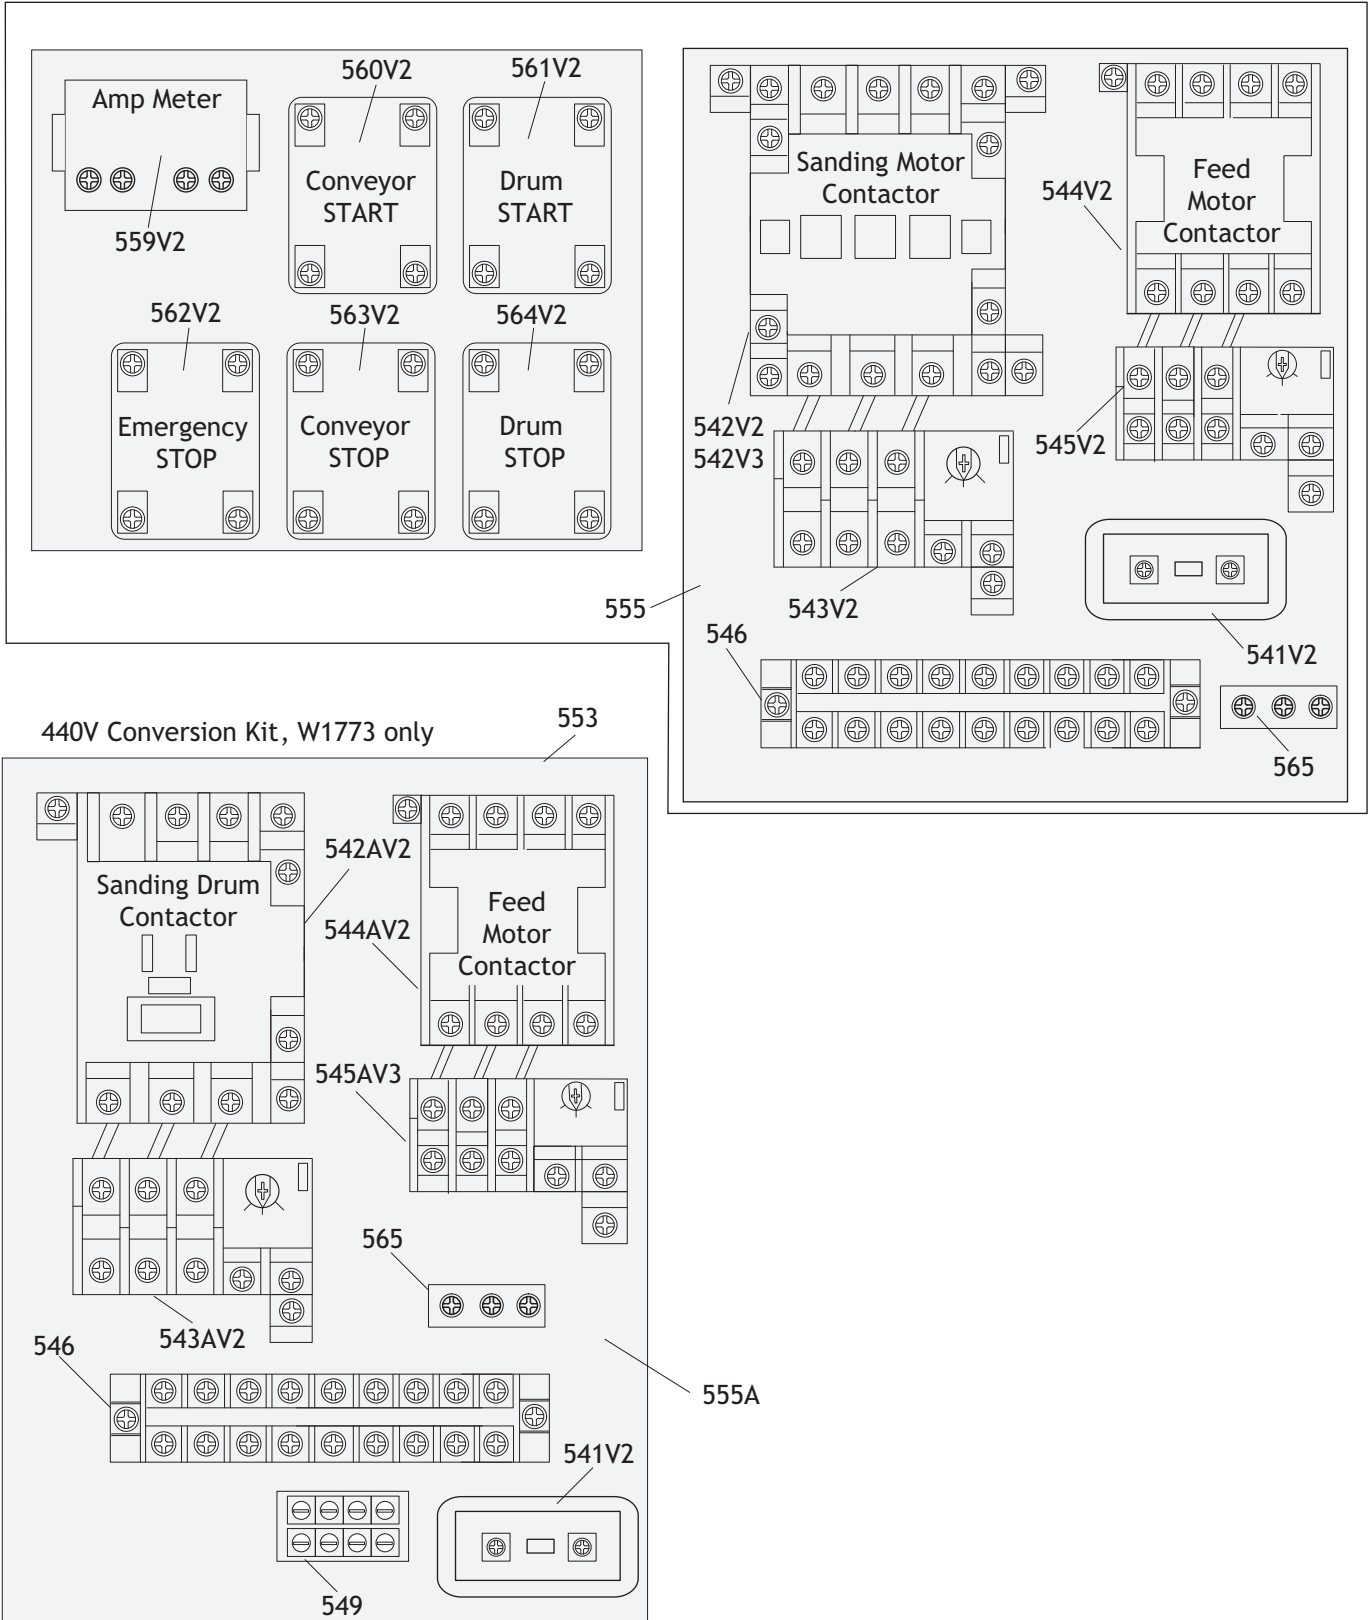 560V2
561V2
Amp Meter
559V2
Conveyor
START
Drum
START
562V2
563V2
564V2
Emergency
STOP
Conveyor
STOP
Drum
STOP
Sanding Motor
Contactor
Feed
Motor
Contactor
544V2
542V2
542V3
545V2
543V2
555
541V2
546
565
440V Conversion Kit, W1773 only
553
Sanding Drum
Contactor
542AV2
544AV2
Feed
Motor
Contactor
545AV3
565
543AV2
546
555A
541V2
549